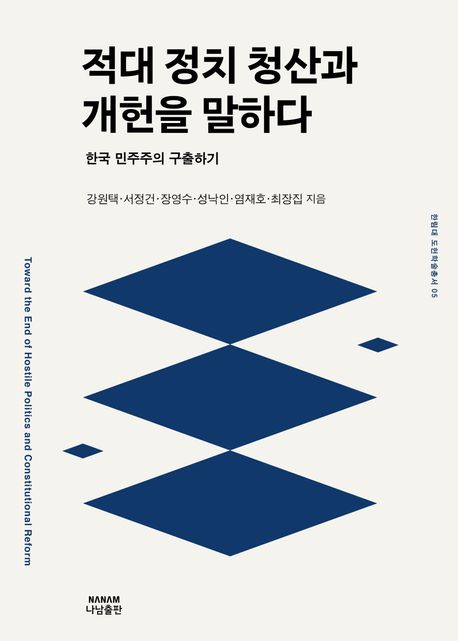 적대 정치 청산과
개헌을 말하다
한국 민주주의 구출하기
강원택·서정건·장영수·성낙인·염재호·최장집 지음
한림대 도헌학술총서 05
Toward the End of Hostile Politics and Constitutional Reform
NANAM
나남출판